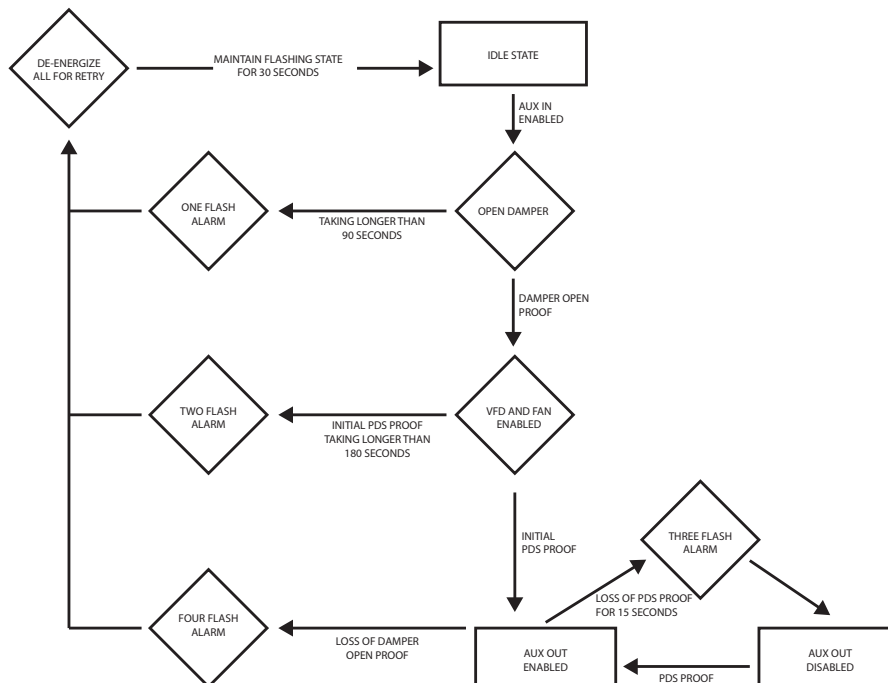 DE-ENERGIZE
ALL FOR RETRY
MAINTAIN FLASHING STATE
FOR 30 SECONDS
IDLE STATE
AUX IN
ENABLED
ONE FLASH
ALARM
TAKING LONGER THAN
90 SECONDS
OPEN DAMPER
DAMPER OPEN
PROOF
TWO FLASH
ALARM
INITIAL PDS PROOF
TAKING LONGER THAN
180 SECONDS
VFD AND FAN
ENABLED
INITIAL
PDS PROOF
THREE FLASH
ALARM
LOSS OF PDS PROOF
FOR 15 SECONDS
FOUR FLASH
ALARM
LOSS OF DAMPER
OPEN PROOF
AUX OUT
ENABLED
PDS PROOF
AUX OUT
DISABLED